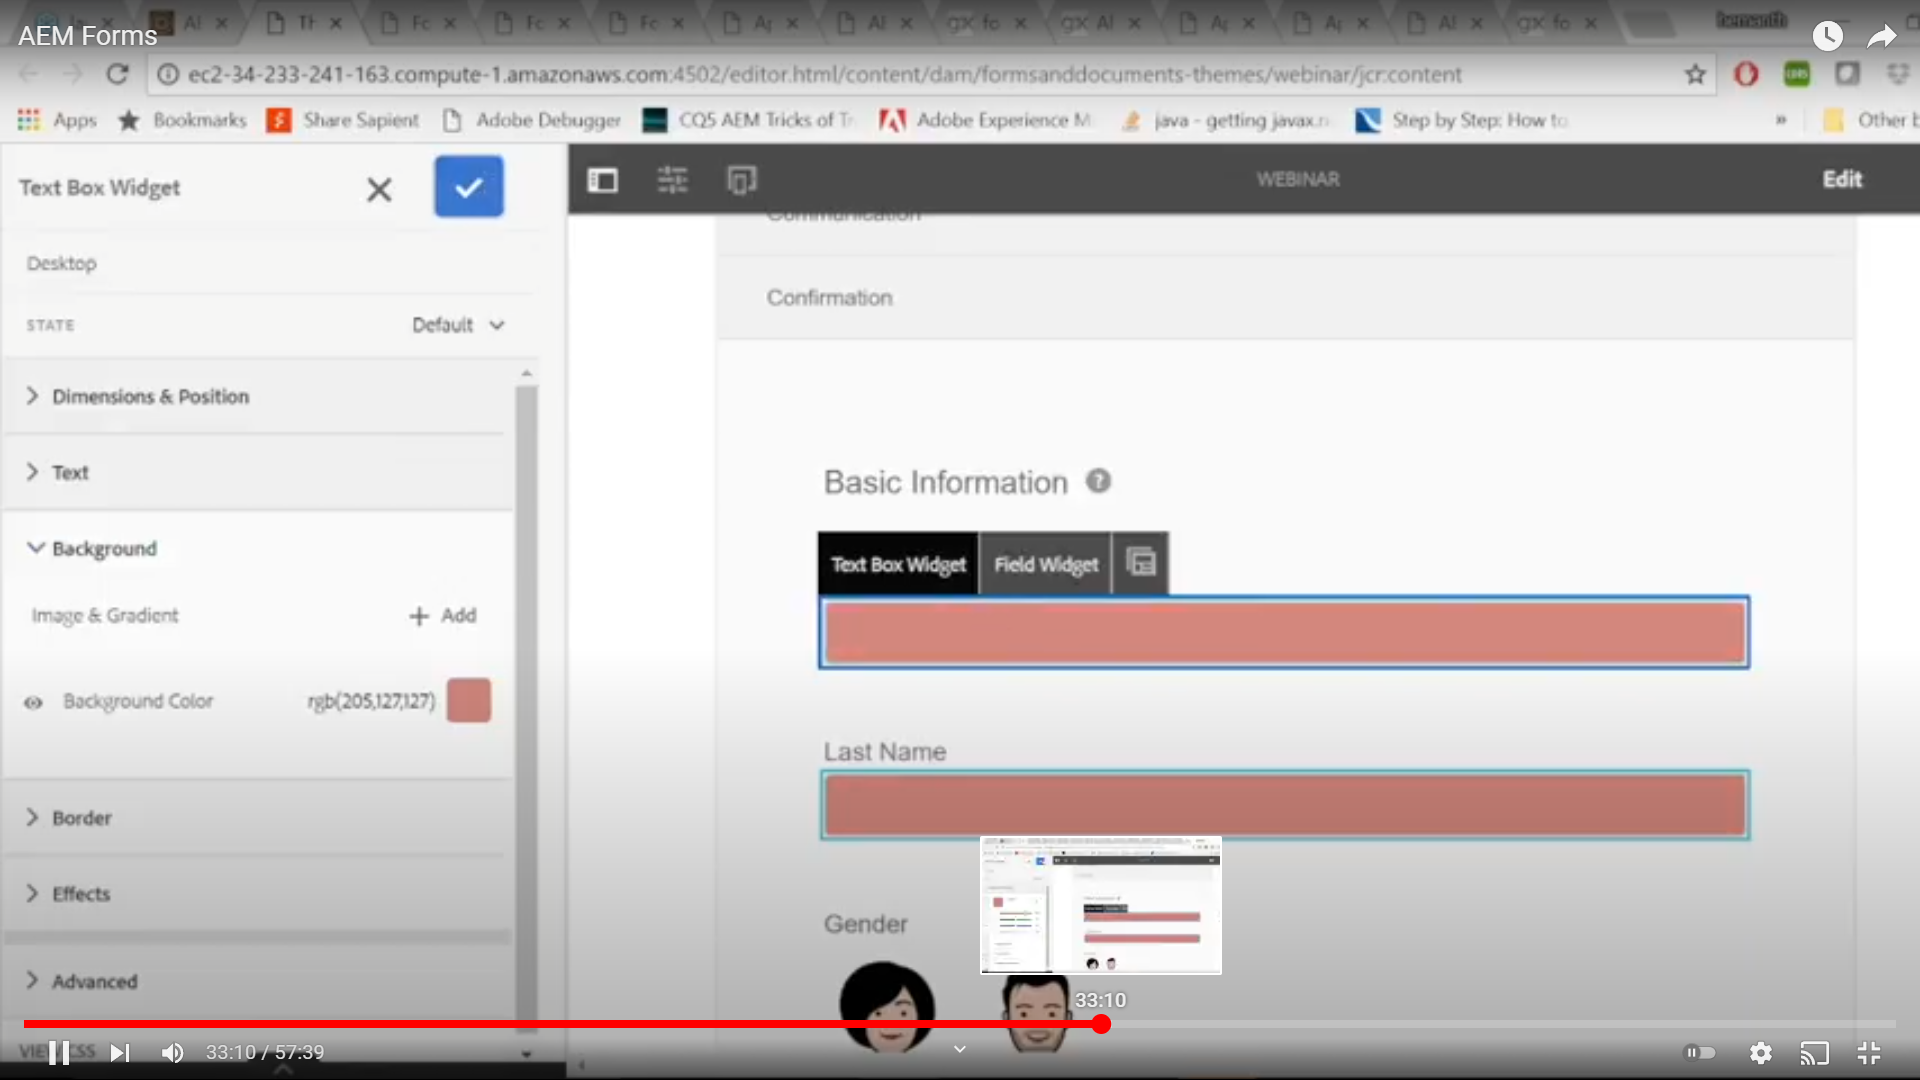 AEM Forms
ec2-34-233-241-163.compute-1.amazonaws.com:4502/editor.html/content/dam/formsanddocuments-themes/webinar/jcr:content
Apps Bookmarks Share Sapient Adobe Debugger CQ5 AEM Tricks of Adobe Experience M java - getting javax. Step by Step: How to » Other b
Text Box Widget
WEBINAR
Edit
Communication
Desktop
Confirmation
STATE Default
Dimensions & Position
Text
Basic Information ?
Background
Text Box Widget Field Widget
Image & Gradient + Add
Background Color rgb(205,127,127)
Last Name
Border
Effects
Gender
Advanced
33:10
33:10 / 57:39